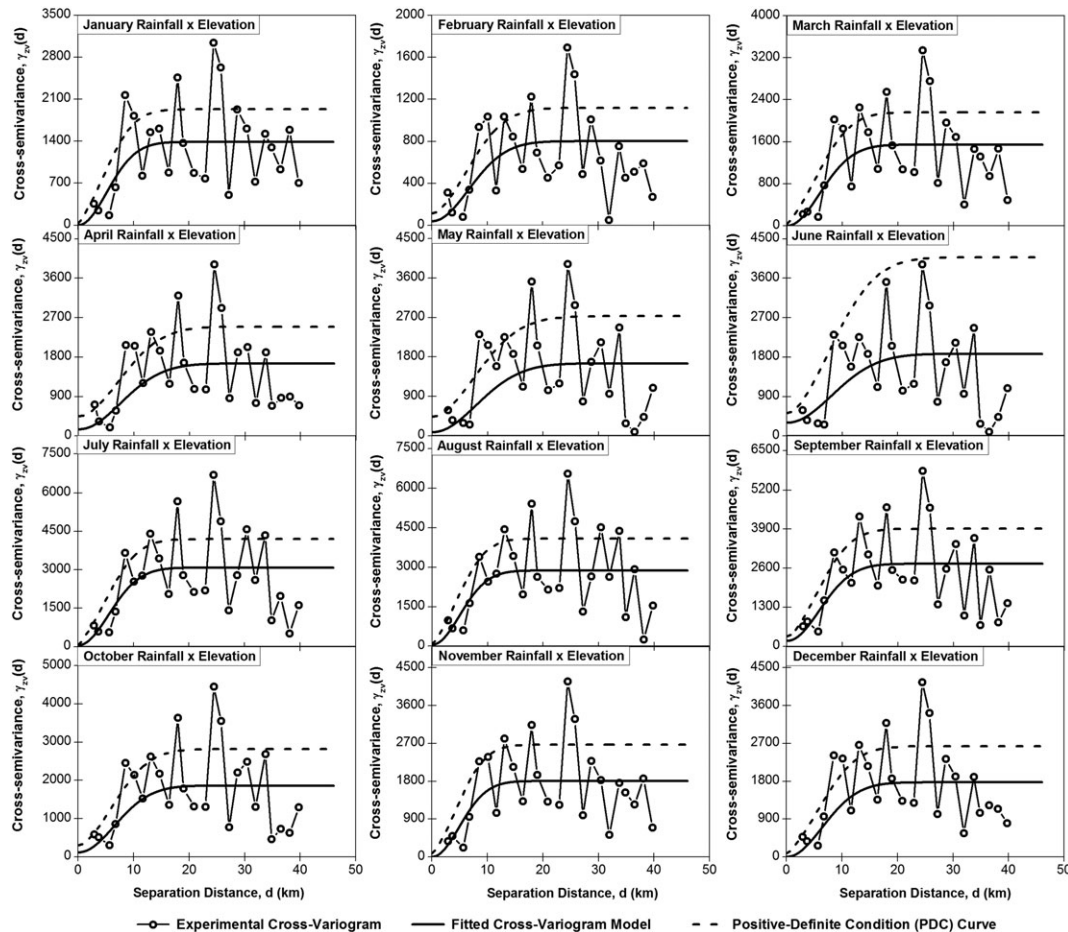 January Rainfall x Elevation
Cross-semivariance, γzv(d)
3500
2800
2100
1400
700
0
February Rainfall x Elevation
Cross-semivariance, γzv(d)
2000
1600
1200
800
400
0
March Rainfall x Elevation
Cross-semivariance, γzv(d)
4000
3200
2400
1600
800
0
April Rainfall x Elevation
Cross-semivariance, γzv(d)
4500
3600
2700
1800
900
0
May Rainfall x Elevation
Cross-semivariance, γzv(d)
4500
3600
2700
1800
900
0
June Rainfall x Elevation
Cross-semivariance, γzv(d)
4500
3600
2700
1800
900
0
July Rainfall x Elevation
Cross-semivariance, γzv(d)
7500
6000
4500
3000
1500
0
August Rainfall x Elevation
Cross-semivariance, γzv(d)
7500
6000
4500
3000
1500
0
September Rainfall x Elevation
Cross-semivariance, γzv(d)
6500
5200
3900
2600
1300
0
October Rainfall x Elevation
Cross-semivariance, γzv(d)
5000
4000
3000
2000
1000
0
0 10 20 30 40 50
Separation Distance, d (km)
November Rainfall x Elevation
Cross-semivariance, γzv(d)
4500
3600
2700
1800
900
0
0 10 20 30 40 50
Separation Distance, d (km)
December Rainfall x Elevation
Cross-semivariance, γzv(d)
4500
3600
2700
1800
900
0
0 10 20 30 40 50
Separation Distance, d (km)
Experimental Cross-Variogram Fitted Cross-Variogram Model Positive-Definite Condition (PDC) Curve